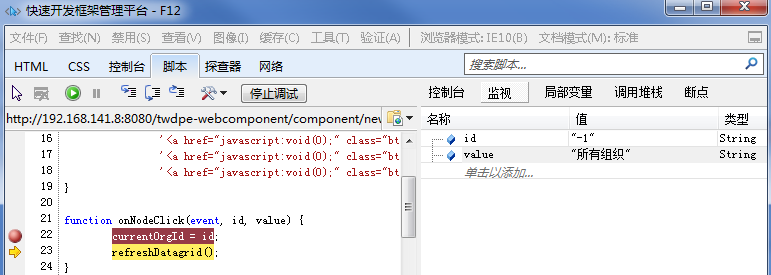 快速开发框架管理平台 - F12
文件(F) 查找(N) 禁用(S) 查看(V) 图像(I) 缓存(C) 工具(T) 验证(A) 浏览器模式: IE10(B) 文档模式(M): 标准
HTML CSS 控制台 脚本 探查器 网络 搜索脚本...
停止调试 控制台 监视 局部变量 调用堆栈 断点
http://192.168.141.8:8080/twdpe-webcomponent/component/nev
名称 值 类型
16 '<a href="javascript:void(0);" class="bt
id "-1" String
17 '<a href="javascript:void(0);" class="bt
value "所有组织" String
18 '<a href="javascript:void(0);" class="bt
单击以添加...
19 }
20
21 function onNodeClick(event, id, value) {
22 currentOrgId = id;
23 refreshDatagrid();
24 }